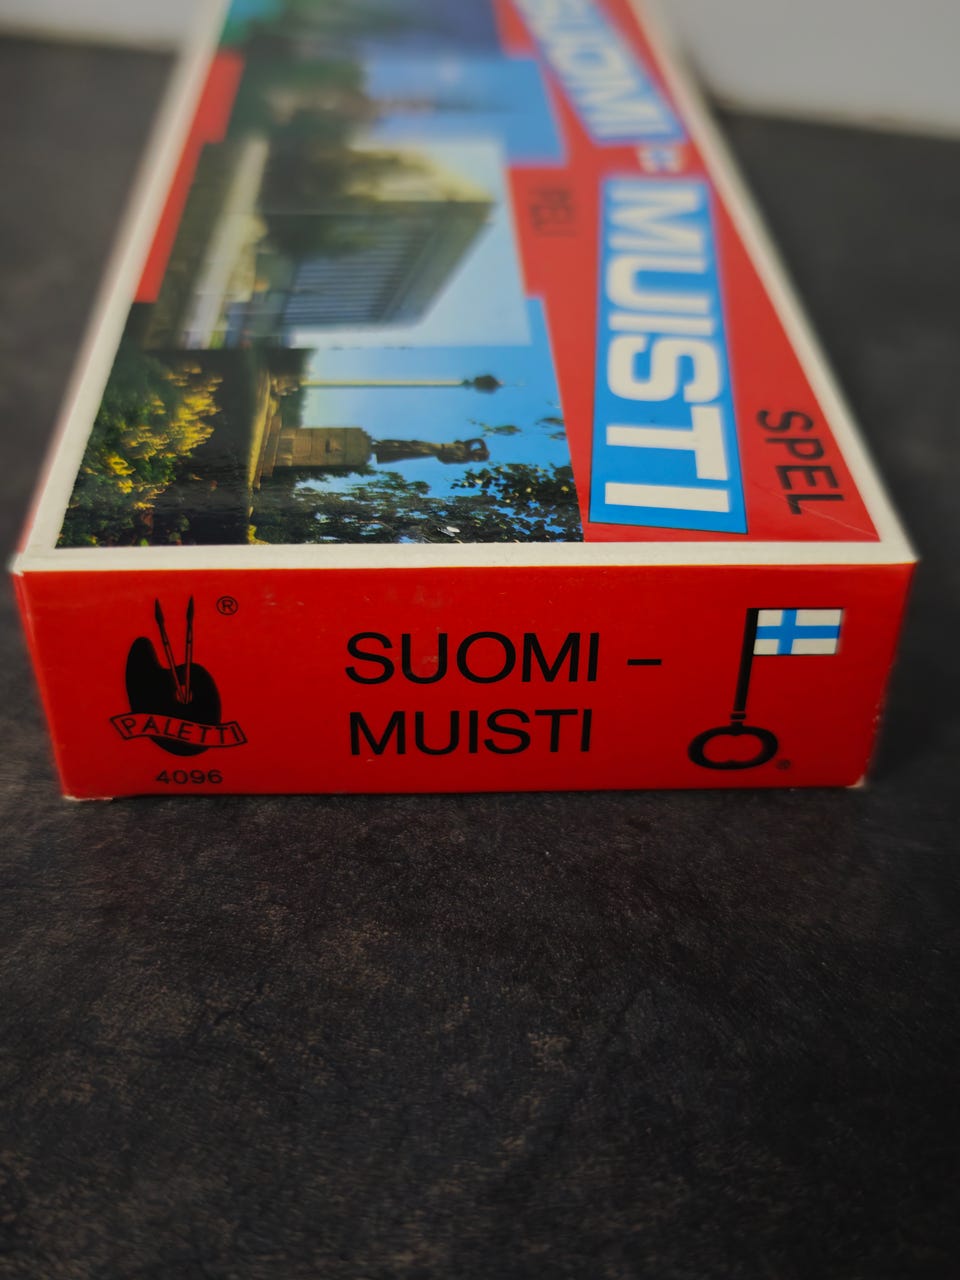 SUOMI
MUISTI
PELI
SPEL
®
PALETTI
4096
SUOMI –
MUISTI
®